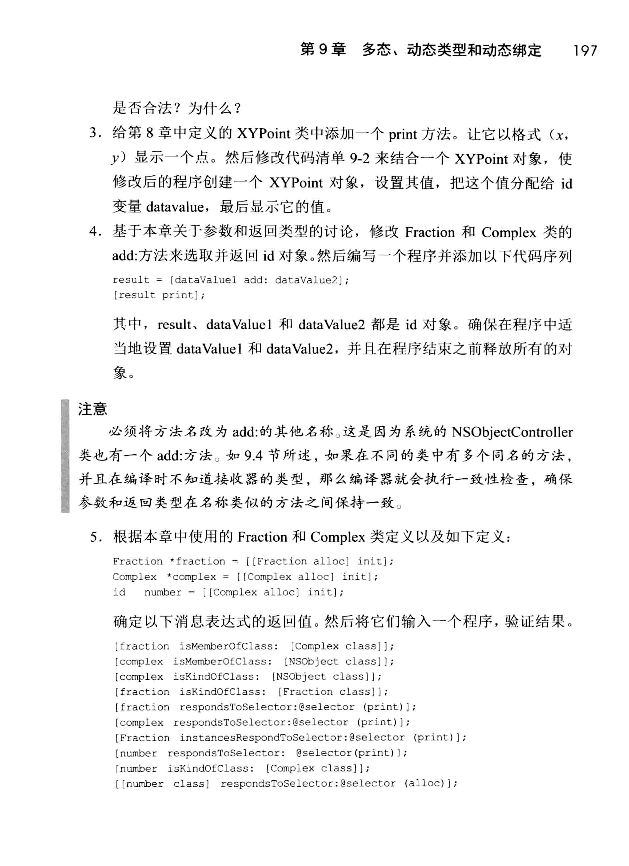 第 9 章 多态、动态类型和动态绑定 197
是否合法？为什么？
3. 给第 8 章中定义的 XYPoint 类中添加一个 print 方法。让它以格式（x,
y）显示一个点。然后修改代码清单 9-2 来结合一个 XYPoint 对象，使
修改后的程序创建一个 XYPoint 对象，设置其值，把这个值分配给 id
变量 datavalue，最后显示它的值。
4. 基于本章关于参数和返回类型的讨论，修改 Fraction 和 Complex 类的
add:方法来选取并返回 id 对象。然后编写一个程序并添加以下代码序列
result = [dataValue1 add: dataValue2];
[result print];
其中，result、dataValue1 和 dataValue2 都是 id 对象。确保在程序中适
当地设置 dataValue1 和 dataValue2，并且在程序结束之前释放所有的对
象。
注意
必须将方法名改为 add:的其他名称。这是因为系统的 NSObjectController
类也有一个 add:方法。如 9.4 节所述，如果在不同的类中有多个同名的方法，
并且在编译时不知道接收器的类型，那么编译器就会执行一致性检查，确保
参数和返回类型在名称类似的方法之间保持一致。
5. 根据本章中使用的 Fraction 和 Complex 类定义以及如下定义：
Fraction *fraction = [[Fraction alloc] init];
Complex *complex = [[Complex alloc] init];
id number = [[Complex alloc] init];
确定以下消息表达式的返回值。然后将它们输入一个程序，验证结果。
[fraction isMemberOfClass: [Complex class]];
[complex isMemberOfClass: [NSObject class]];
[complex isKindOfClass: [NSObject class]];
[fraction isKindOfClass: [Fraction class]];
[fraction respondsToSelector:@selector (print)];
[complex respondsToSelector:@selector (print)];
[Fraction instancesRespondToSelector:@selector (print)];
[number respondsToSelector: @selector(print)];
[number isKindOfClass: [Complex class]];
[[number class] respondsToSelector:@selector (alloc)];